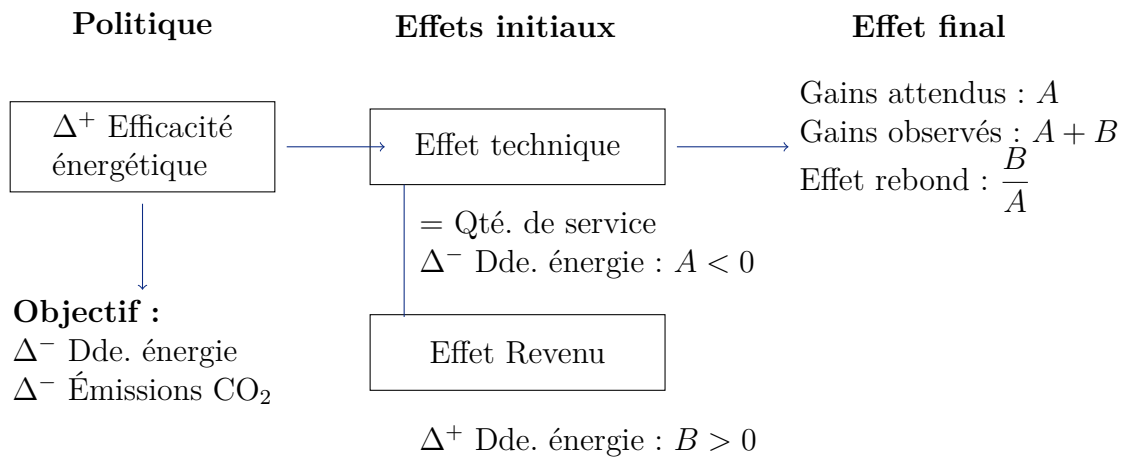 Politique
Effets initiaux
Effet final
Δ⁺ Efficacité
énergétique
Objectif :
Δ⁻ Dde. énergie
Δ⁻ Émissions CO₂
Effet technique
= Qté. de service
Δ⁻ Dde. énergie : A < 0
Effet Revenu
Δ⁺ Dde. énergie : B > 0
Gains attendus : A
Gains observés : A + B
Effet rebond : B/A